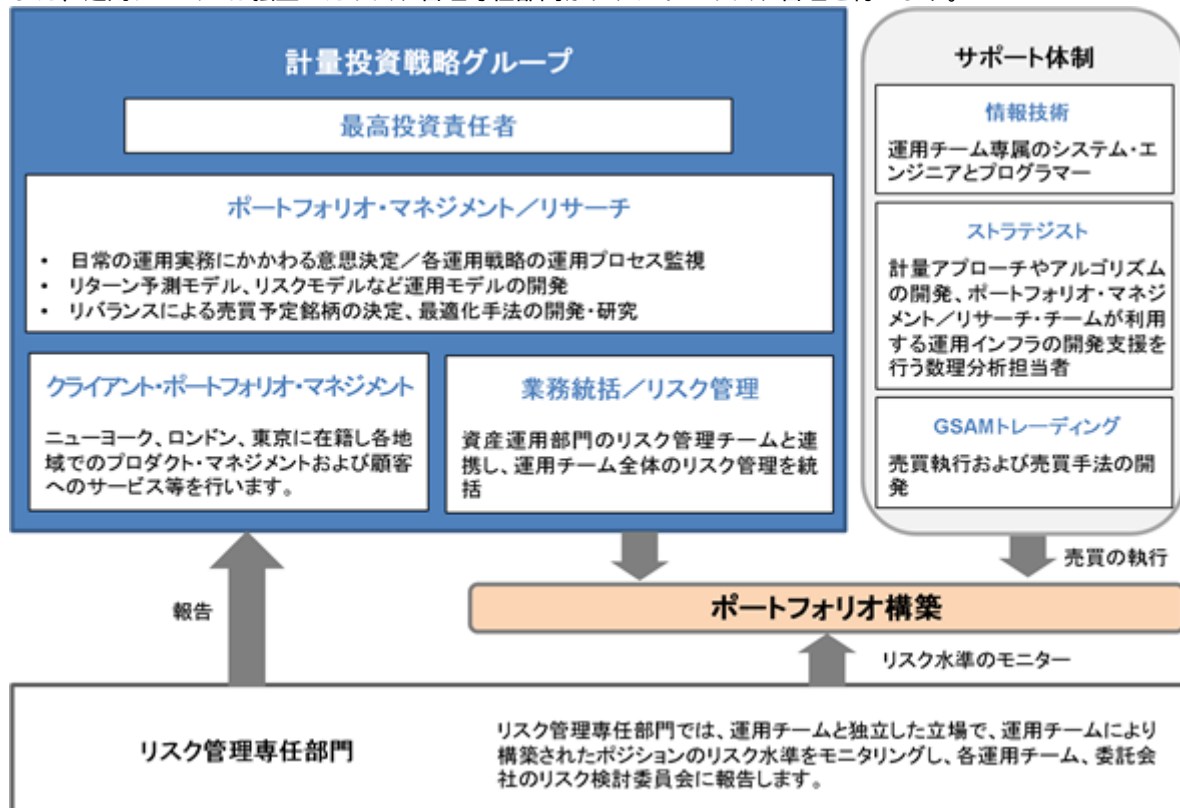 計量投資戦略グループ
最高投資責任者
ポートフォリオ・マネジメント／リサーチ
• 日常の運用実務にかかわる意思決定／各運用戦略の運用プロセス監視
• リターン予測モデル、リスクモデルなど運用モデルの開発
• リバランスによる売買予定銘柄の決定、最適化手法の開発・研究
クライアント・ポートフォリオ・マネジメント
ニューヨーク、ロンドン、東京に在籍し各地
域でのプロダクト・マネジメントおよび顧客
へのサービス等を行います。
業務統括／リスク管理
資産運用部門のリスク管理チームと連
携し、運用チーム全体のリスク管理を統
括
サポート体制
情報技術
運用チーム専属のシステム・エ
ンジニアとプログラマー
ストラテジスト
計量アプローチやアルゴリズム
の開発、ポートフォリオ・マネジ
メント／リサーチ・チームが利用
する運用インフラの開発支援を
行う数理分析担当者
GSAMトレーディング
売買執行および売買手法の開
発
売買の執行
報告
ポートフォリオ構築
リスク水準のモニター
リスク管理専任部門
リスク管理専任部門では、運用チームと独立した立場で、運用チームにより
構築されたポジションのリスク水準をモニタリングし、各運用チーム、委託会
社のリスク検討委員会に報告します。